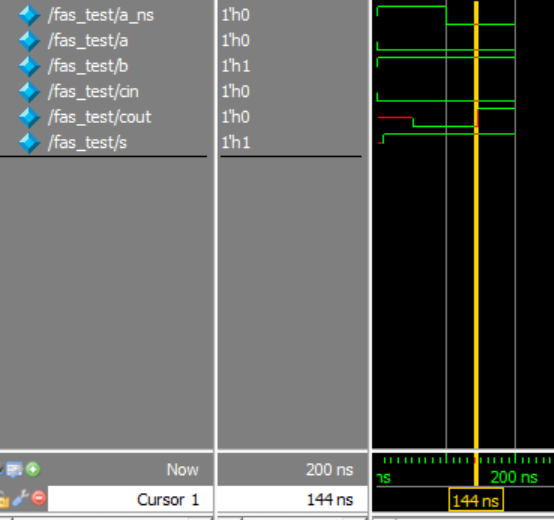 /fas_test/a_ns 1'h0
/fas_test/a 1'h0
/fas_test/b 1'h1
/fas_test/cin 1'h0
/fas_test/cout 1'h0
/fas_test/s 1'h1
Now 200 ns ns 200 ns
Cursor 1 144 ns 144 ns